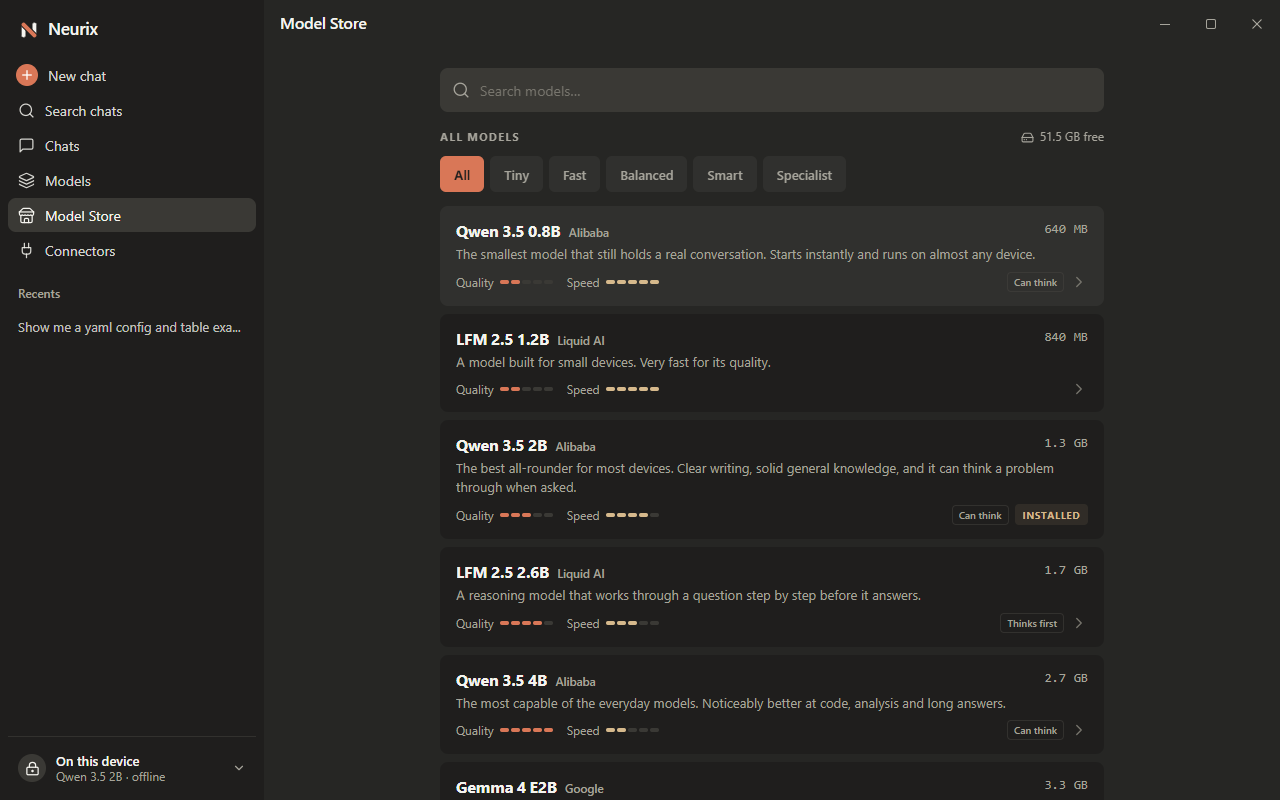 Neurix
New chat
Search chats
Chats
Models
Model Store
Connectors
Recents
Show me a yaml config and table exa...
On this device
Qwen 3.5 2B · offline
Model Store
Search models...
ALL MODELS
51.5 GB free
All Tiny Fast Balanced Smart Specialist
Qwen 3.5 0.8B Alibaba 640 MB
The smallest model that still holds a real conversation. Starts instantly and runs on almost any device.
Quality Speed Can think
LFM 2.5 1.2B Liquid AI 840 MB
A model built for small devices. Very fast for its quality.
Quality Speed
Qwen 3.5 2B Alibaba 1.3 GB
The best all-rounder for most devices. Clear writing, solid general knowledge, and it can think a problem
through when asked.
Quality Speed Can think INSTALLED
LFM 2.5 2.6B Liquid AI 1.7 GB
A reasoning model that works through a question step by step before it answers.
Quality Speed Thinks first
Qwen 3.5 4B Alibaba 2.7 GB
The most capable of the everyday models. Noticeably better at code, analysis and long answers.
Quality Speed Can think
Gemma 4 E2B Google 3.3 GB